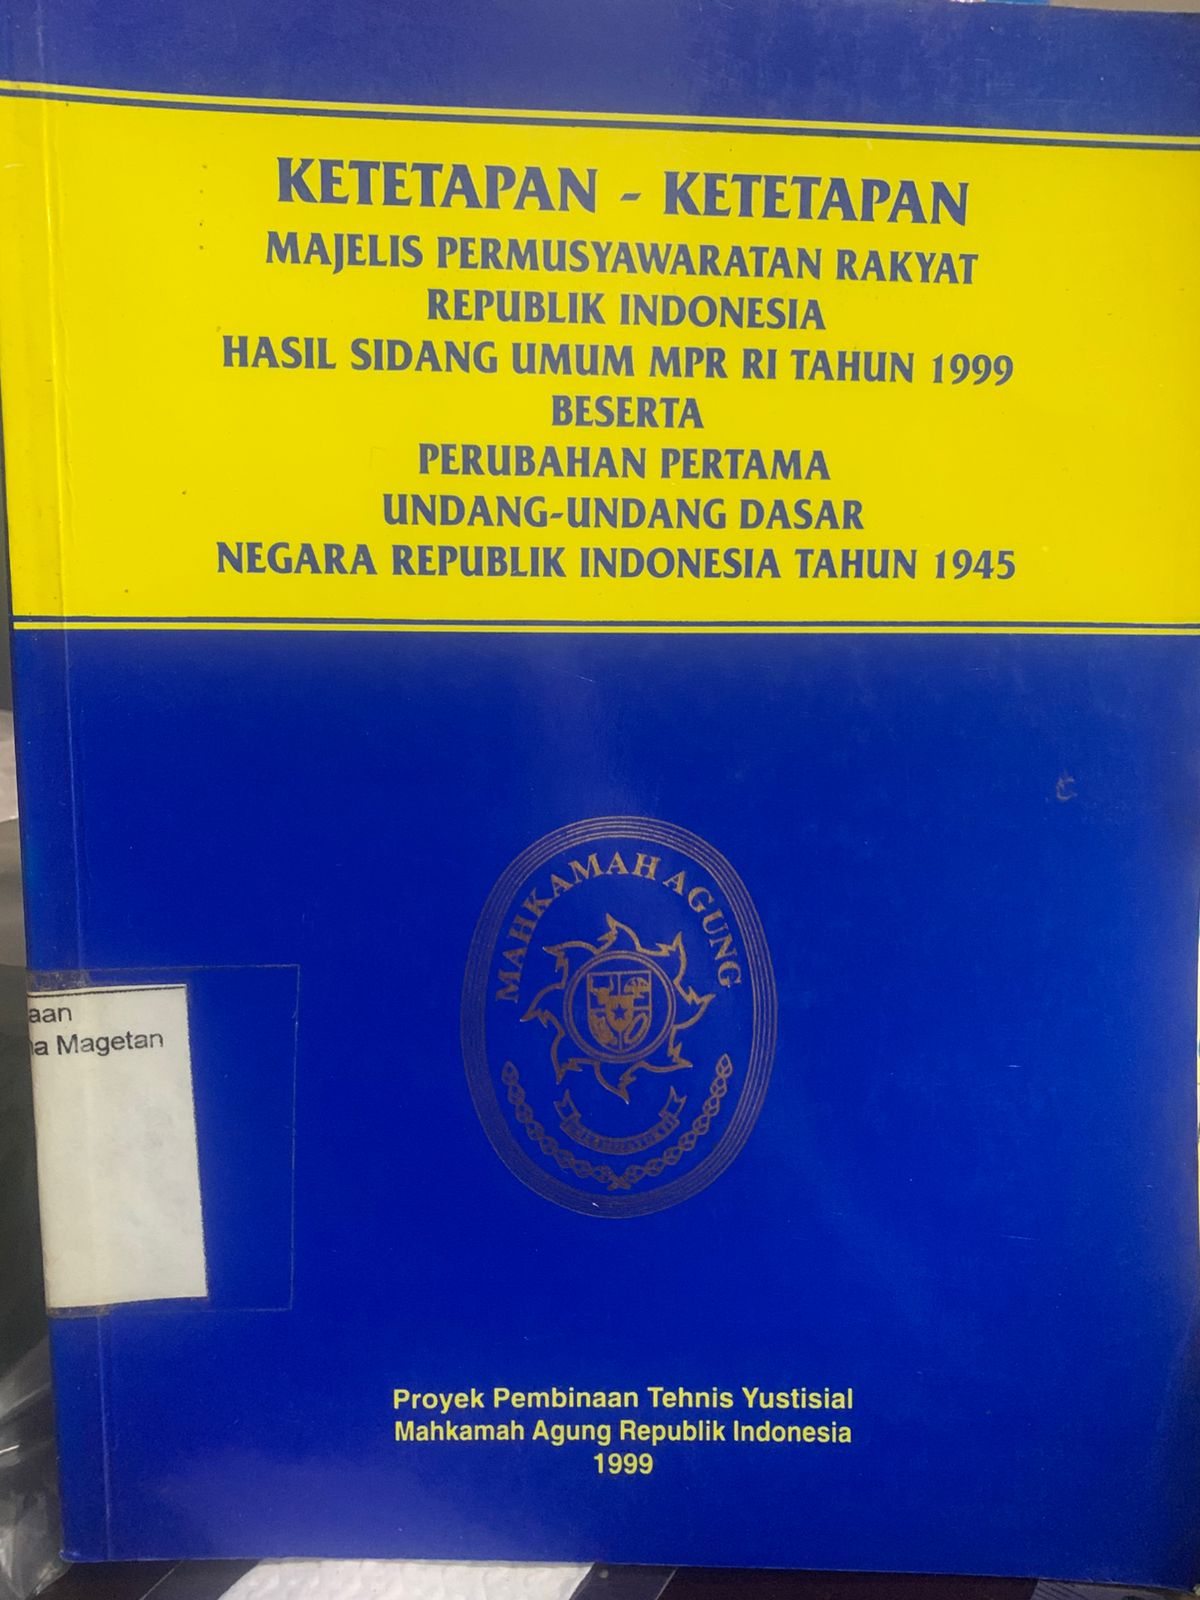 KETETAPAN - KETETAPAN
MAJELIS PERMUSYAWARATAN RAKYAT
REPUBLIK INDONESIA
HASIL SIDANG UMUM MPR RI TAHUN 1999
BESERTA
PERUBAHAN PERTAMA
UNDANG-UNDANG DASAR
NEGARA REPUBLIK INDONESIA TAHUN 1945
MAHKAMAH AGUNG
aan
a Magetan
Proyek Pembinaan Tehnis Yustisial
Mahkamah Agung Republik Indonesia
1999